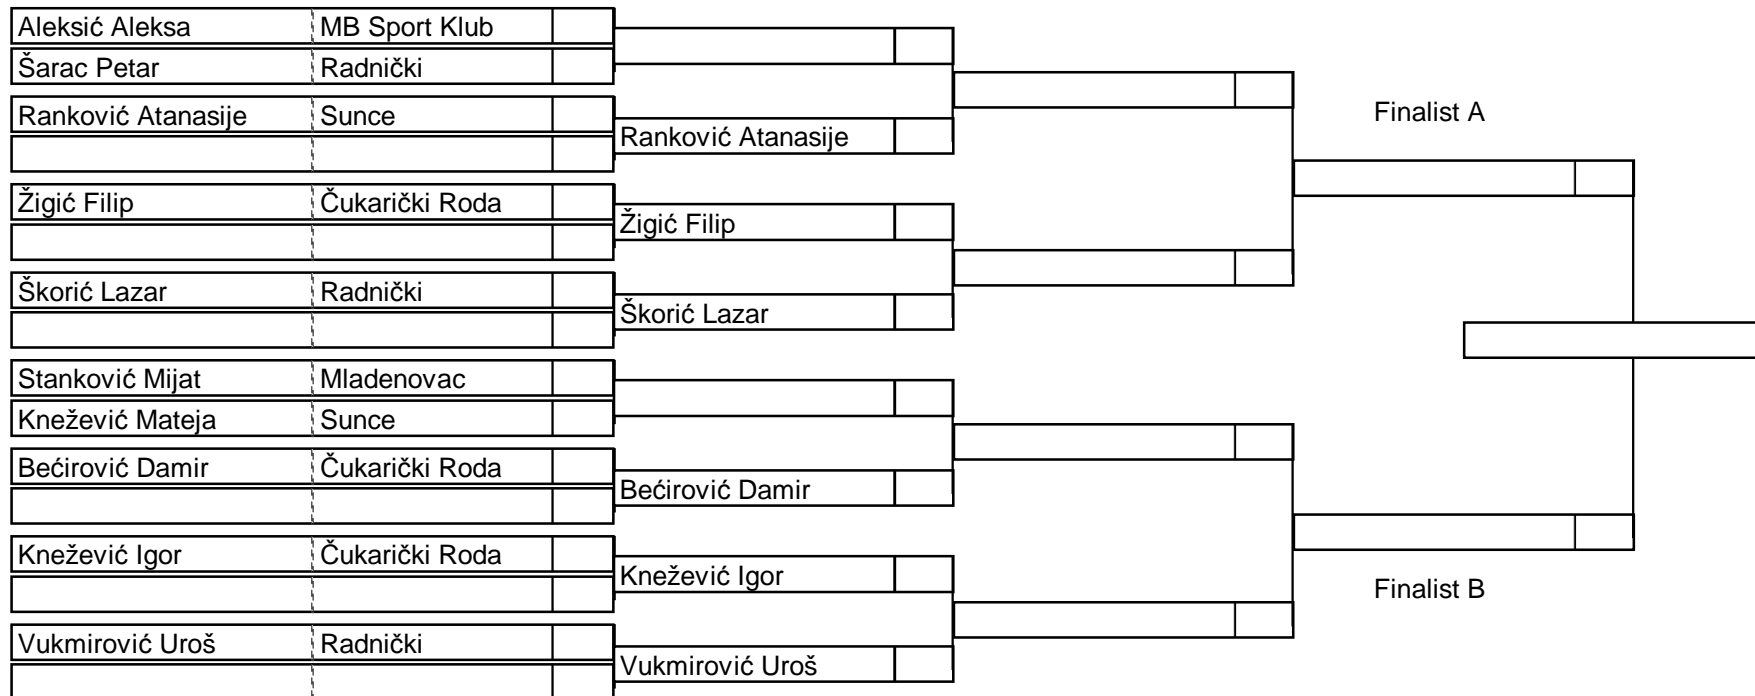 Aleksić Aleksa MB Sport Klub
Šarac Petar Radnički
Ranković Atanasije Sunce
Ranković Atanasije
Žigić Filip Čukarički Roda
Žigić Filip
Škorić Lazar Radnički
Škorić Lazar
Stanković Mijat Mladenovac
Knežević Mateja Sunce
Bećirović Damir Čukarički Roda
Bećirović Damir
Knežević Igor Čukarički Roda
Knežević Igor
Vukmirović Uroš Radnički
Vukmirović Uroš
Finalist A
Finalist B